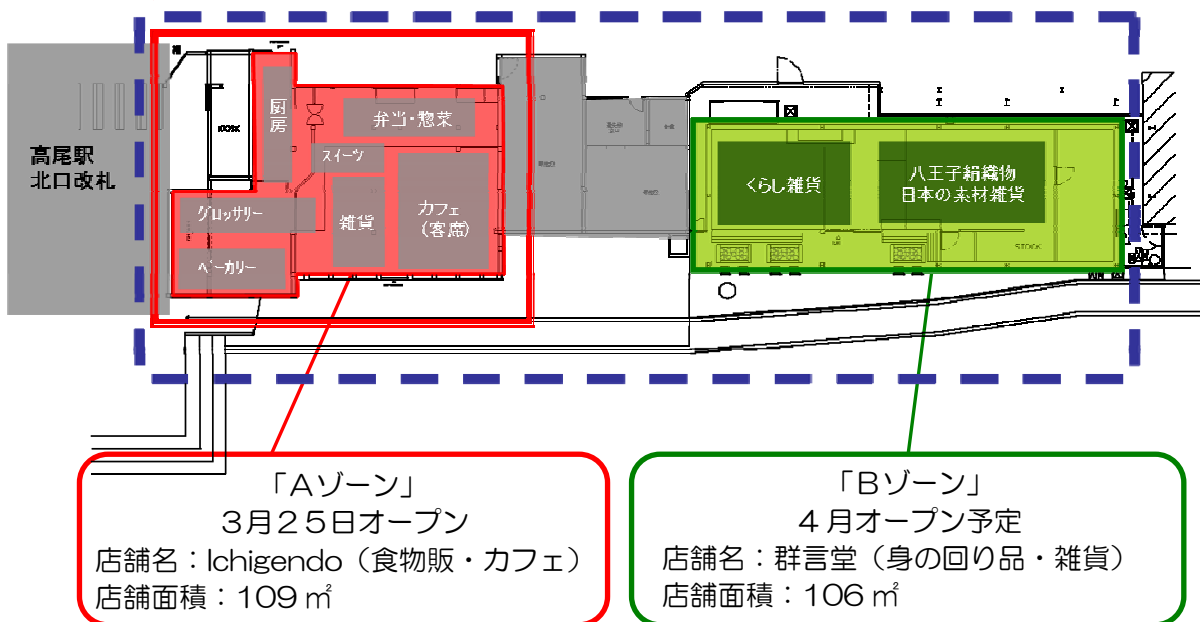 高尾駅
北口改札
KIOSK
厨
房
弁当・惣菜
スイーツ
グロッサリー
雑貨
カフェ
(客席)
ベーカリー
くらし雑貨
八王子絹織物
日本の素材雑貨
STOCK
「Aゾーン」
3月25日オープン
店舗名:Ichigendo(食物販・カフェ)
店舗面積:109㎡
「Bゾーン」
4月オープン予定
店舗名:群言堂(身の回り品・雑貨)
店舗面積:106㎡